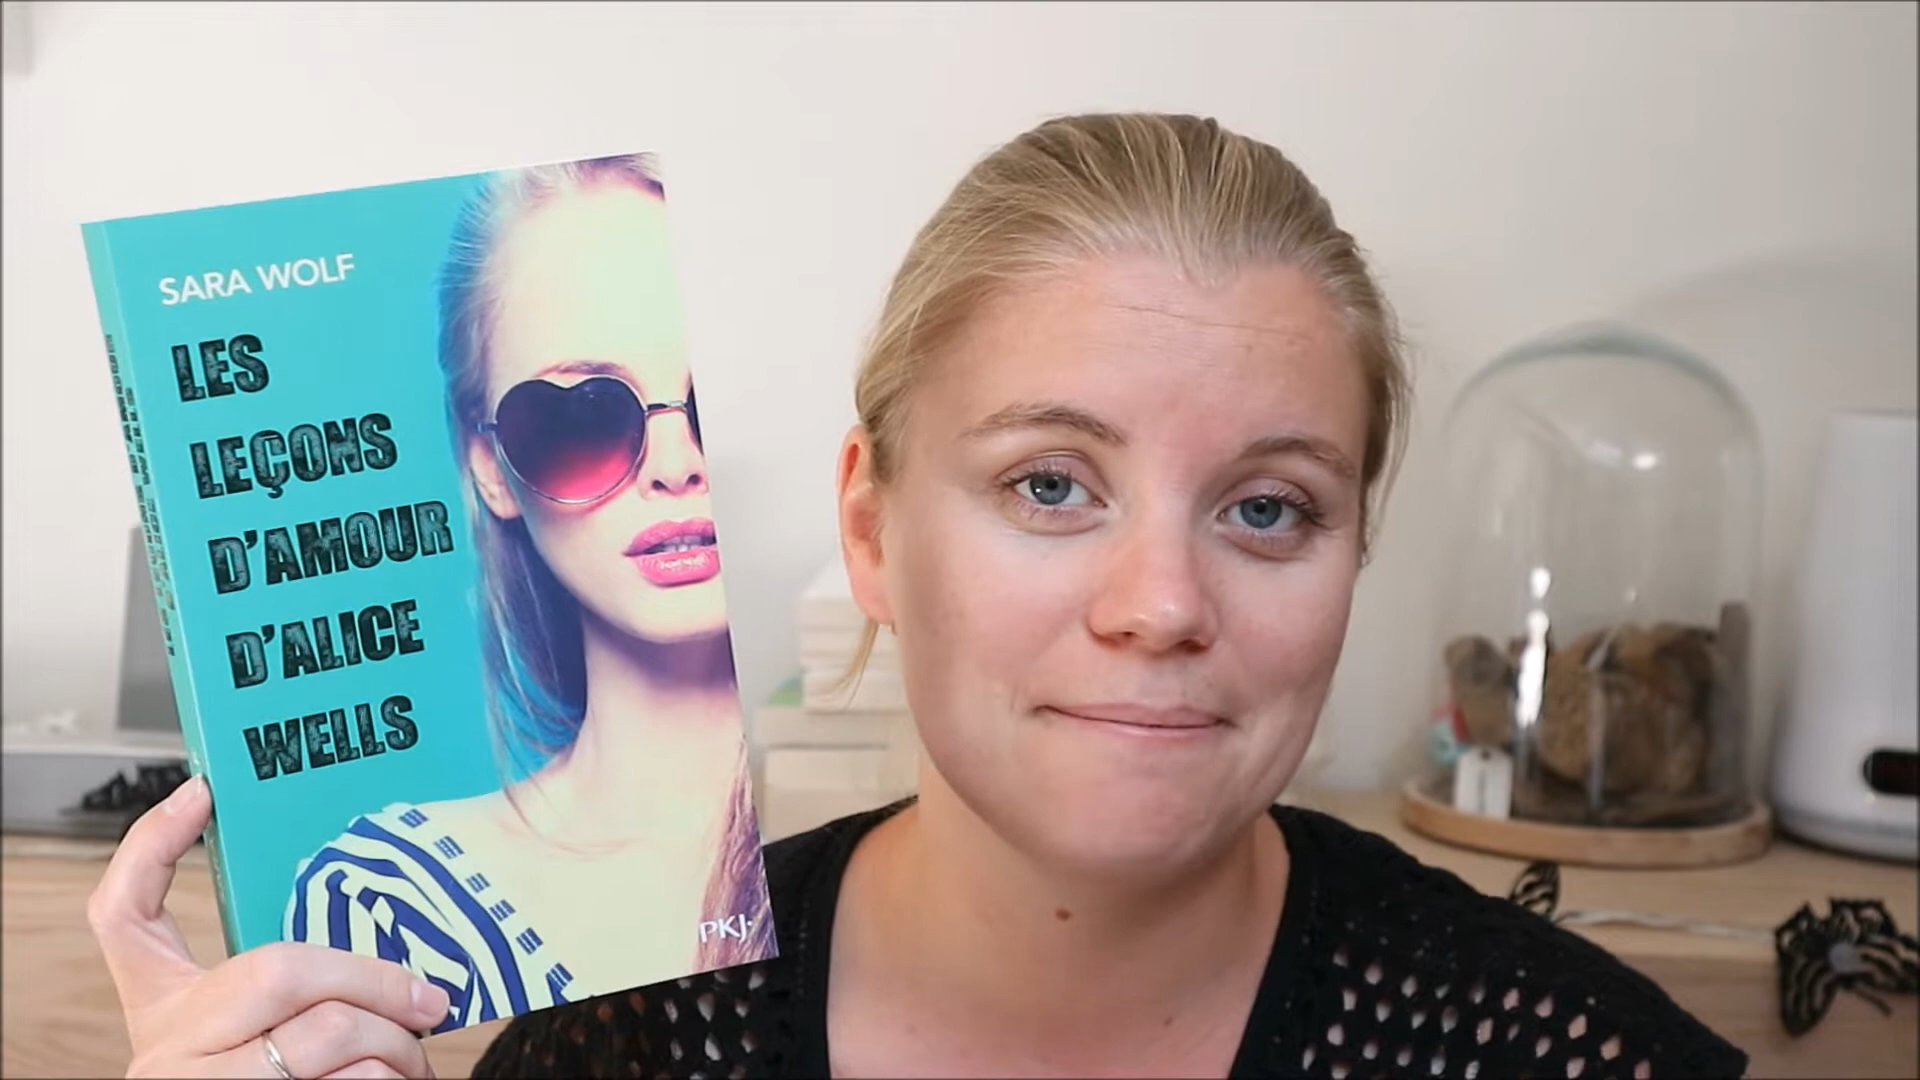 SARA WOLF
LES
LEÇONS
D'AMOUR
D'ALICE
WELLS
PKJ·